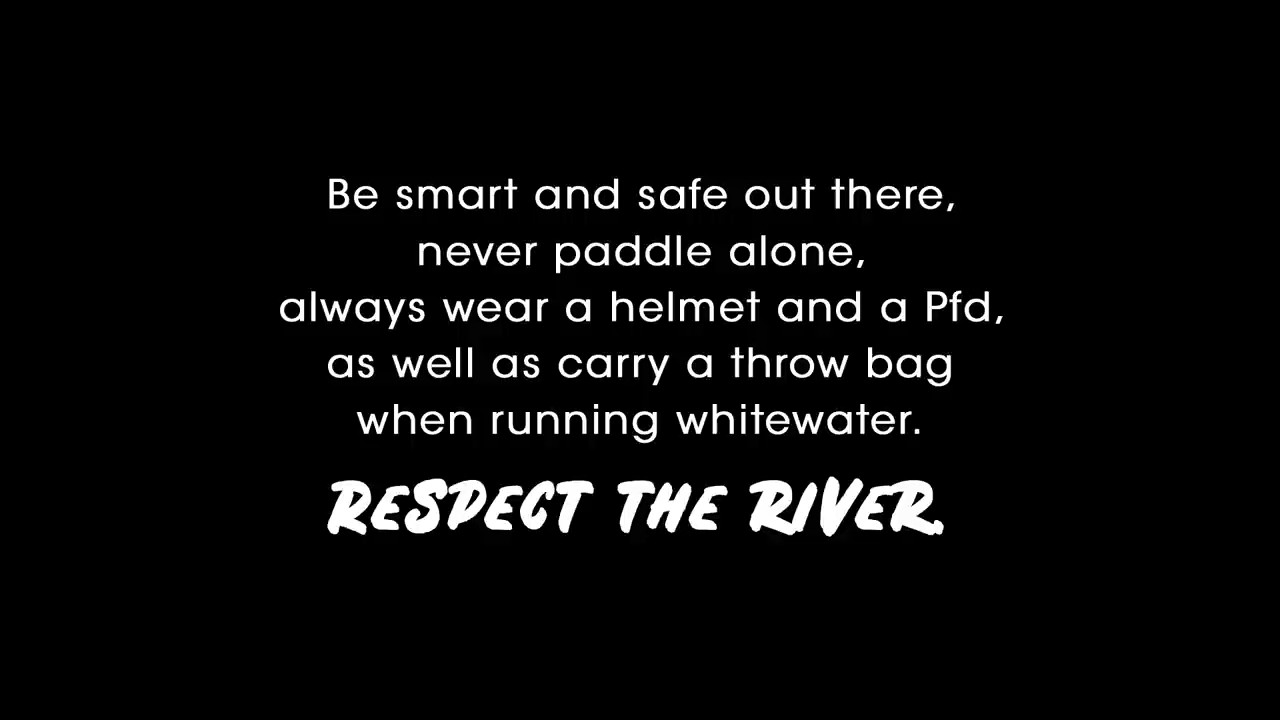 Be smart and safe out there,
never paddle alone,
always wear a helmet and a Pfd,
as well as carry a throw bag
when running whitewater.
RESPECT THE RIVER.